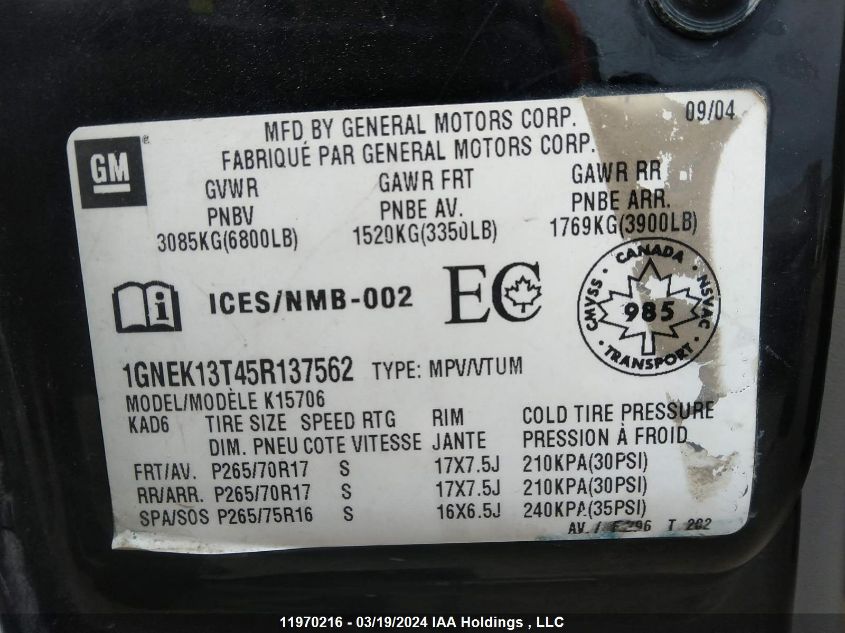 09/04
MFD BY GENERAL MOTORS CORP.
FABRIQUÉ PAR GENERAL MOTORS CORP.
GM
GVWR GAWR FRT GAWR RR
PNBV PNBE AV. PNBE ARR.
3085KG(6800LB) 1520KG(3350LB) 1769KG(3900LB)
i ICES/NMB-002 EC
CANADA
CMVSS 985 NSVAC
TRANSPORT
1GNEK13T45R137562 TYPE: MPV/VTUM
MODEL/MODÈLE K15706
KAD6 TIRE SIZE SPEED RTG RIM COLD TIRE PRESSURE
DIM. PNEU COTE VITESSE JANTE PRESSION À FROID
FRT/AV. P265/70R17 S 17X7.5J 210KPA(30PSI)
RR/ARR. P265/70R17 S 17X7.5J 210KPA(30PSI)
SPA/SOS P265/75R16 S 16X6.5J 240KPA(35PSI)
AV. / T 202
11970216 - 03/19/2024 IAA Holdings , LLC